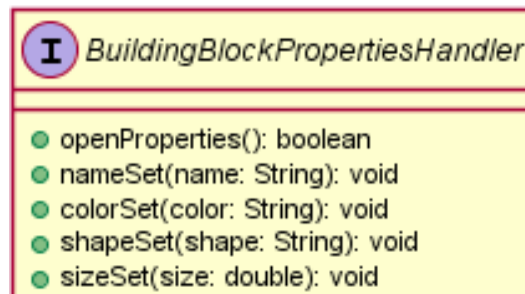 I BuildingBlockPropertiesHandler
openProperties(): boolean
nameSet(name: String): void
colorSet(color: String): void
shapeSet(shape: String): void
sizeSet(size: double): void